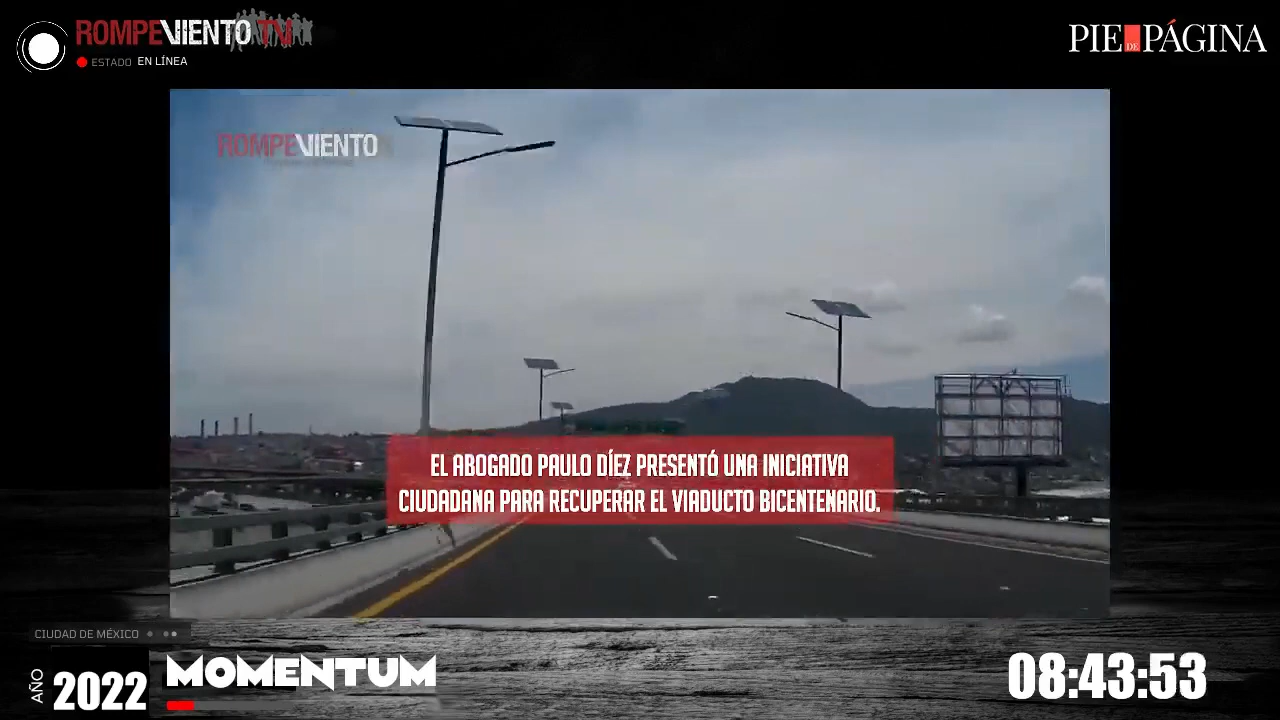 ROMPEVIENTO TV
ESTADO EN LÍNEA
PIE DE PÁGINA
ROMPEVIENTO
EL ABOGADO PAULO DÍEZ PRESENTÓ UNA INICIATIVA
CIUDADANA PARA RECUPERAR EL VIADUCTO BICENTENARIO.
CIUDAD DE MÉXICO
AÑO 2022
MOMENTUM
08:43:53